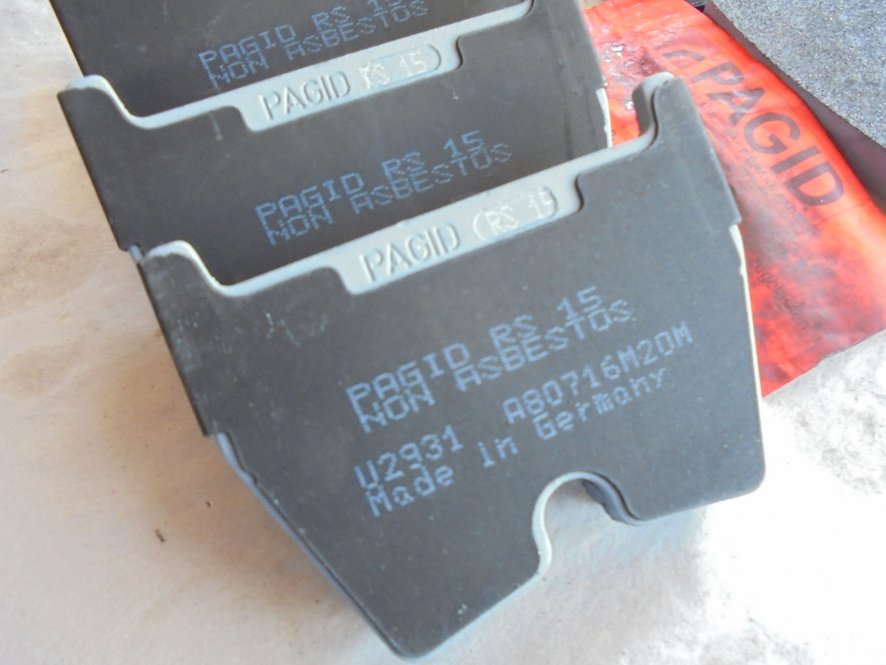 PAGID RS 15
NON ASBESTOS
PAGID RS 15
PAGID RS 15
NON ASBESTOS
PAGID RS 15
PAGID RS 15
NON ASBESTOS
U2931 A80716M20M
Made in Germany
PAGID